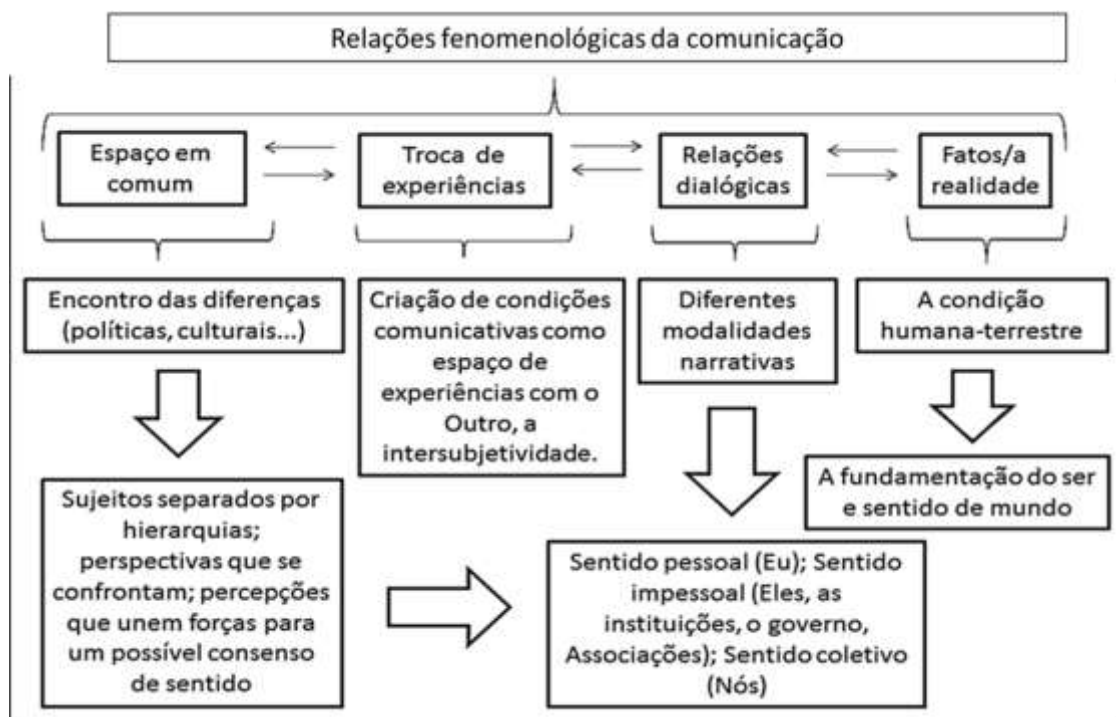 Relações fenomenológicas da comunicação
Espaço em
comum
Troca de
experiências
Relações
dialógicas
Fatos/a
realidade
Encontro das diferenças
(políticas, culturais...)
Criação de condições
comunicativas como
espaço de
experiências com o
Outro, a
intersubjetividade.
Diferentes
modalidades
narrativas
A condição
humana-terrestre
Sujeitos separados por
hierarquias;
perspectivas que se
confrontam; percepções
que unem forças para
um possível consenso
de sentido
A fundamentação do ser
e sentido de mundo
Sentido pessoal (Eu); Sentido
impessoal (Eles, as
instituições, o governo,
Associações); Sentido coletivo
(Nós)